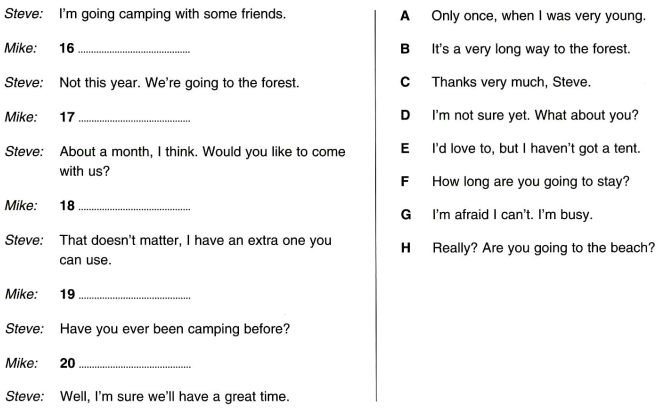 Steve: I'm going camping with some friends.
Mike: 16 ........................................
Steve: Not this year. We're going to the forest.
Mike: 17 ........................................
Steve: About a month, I think. Would you like to come
with us?
Mike: 18 ........................................
Steve: That doesn't matter, I have an extra one you
can use.
Mike: 19 ........................................
Steve: Have you ever been camping before?
Mike: 20 ........................................
Steve: Well, I'm sure we'll have a great time.
A Only once, when I was very young.
B It's a very long way to the forest.
C Thanks very much, Steve.
D I'm not sure yet. What about you?
E I'd love to, but I haven't got a tent.
F How long are you going to stay?
G I'm afraid I can't. I'm busy.
H Really? Are you going to the beach?